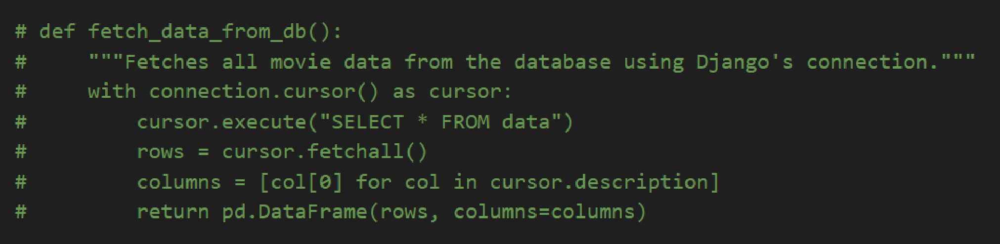 # def fetch_data_from_db():
#     """Fetches all movie data from the database using Django's connection."""
#     with connection.cursor() as cursor:
#         cursor.execute("SELECT * FROM data")
#         rows = cursor.fetchall()
#         columns = [col[0] for col in cursor.description]
#         return pd.DataFrame(rows, columns=columns)